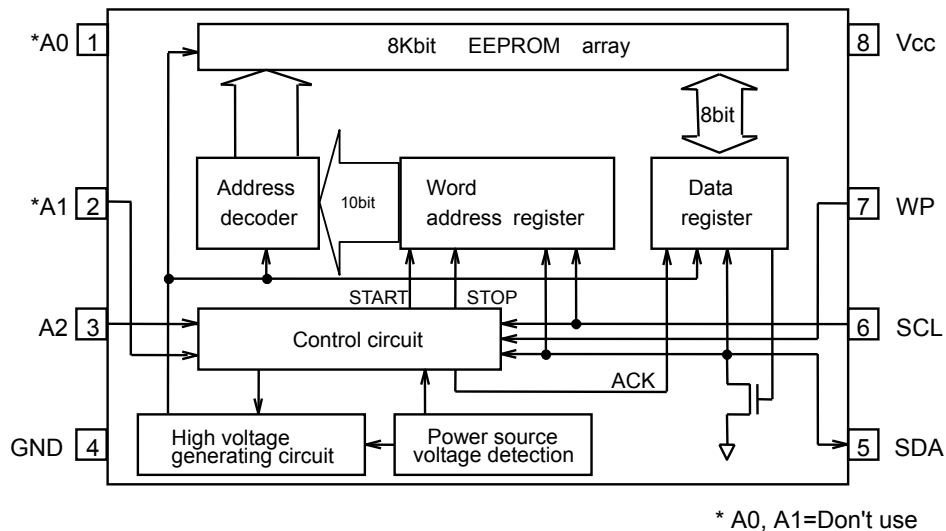 *A0 1
8Kbit EEPROM array
8 Vcc
8bit
*A1 2
Address
decoder
10bit
Word
address register
Data
register
7 WP
START
STOP
A2 3
Control circuit
6 SCL
ACK
GND 4
High voltage
generating circuit
Power source
voltage detection
5 SDA
* A0, A1=Don't use